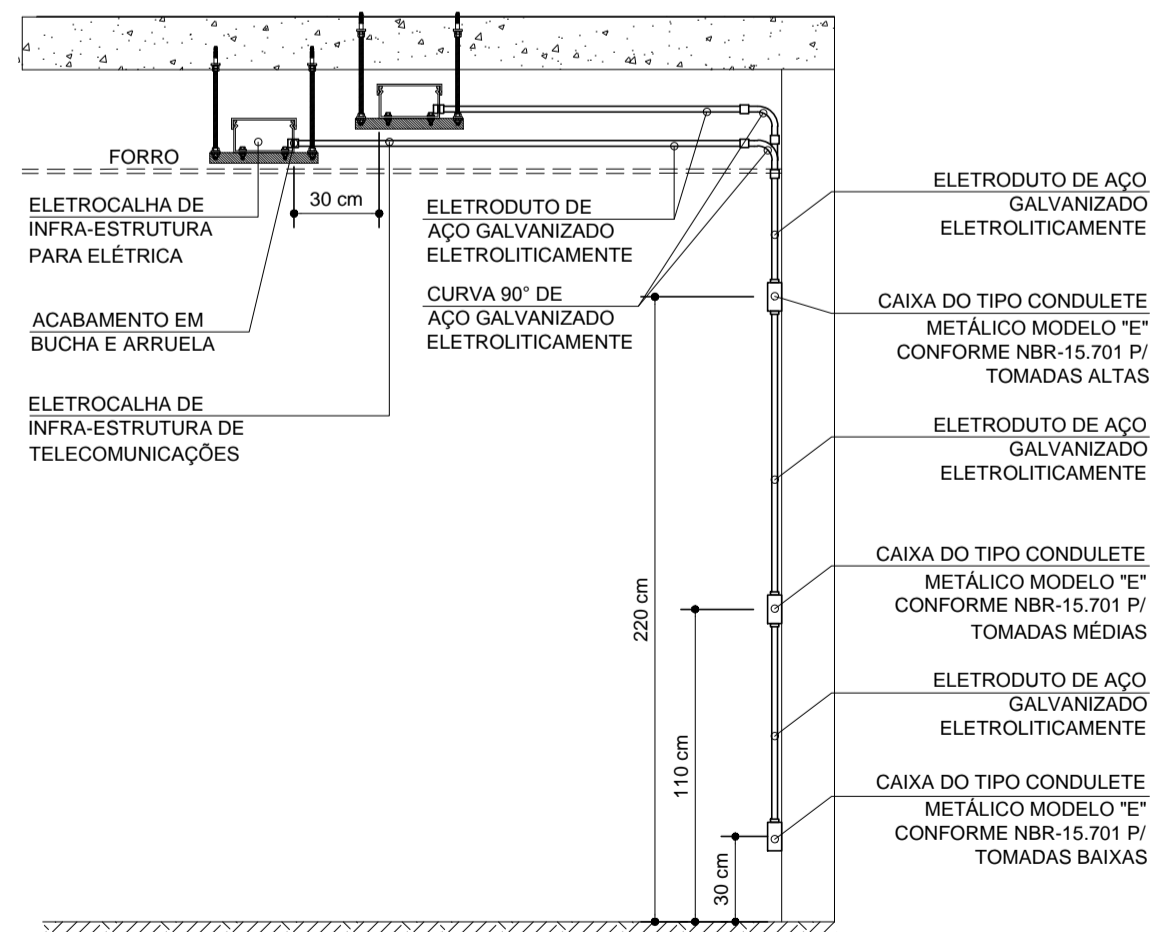 FORRO
30 cm
ELETROCALHA DE
INFRA-ESTRUTURA
PARA ELÉTRICA
ACABAMENTO EM
BUCHA E ARRUELA
ELETROCALHA DE
INFRA-ESTRUTURA DE
TELECOMUNICAÇÕES
ELETRODUTO DE
AÇO GALVANIZADO
ELETROLITICAMENTE
CURVA 90° DE
AÇO GALVANIZADO
ELETROLITICAMENTE
220 cm
110 cm
30 cm
ELETRODUTO DE AÇO
GALVANIZADO
ELETROLITICAMENTE
CAIXA DO TIPO CONDULETE
METÁLICO MODELO "E"
CONFORME NBR-15.701 P/
TOMADAS ALTAS
ELETRODUTO DE AÇO
GALVANIZADO
ELETROLITICAMENTE
CAIXA DO TIPO CONDULETE
METÁLICO MODELO "E"
CONFORME NBR-15.701 P/
TOMADAS MÉDIAS
ELETRODUTO DE AÇO
GALVANIZADO
ELETROLITICAMENTE
CAIXA DO TIPO CONDULETE
METÁLICO MODELO "E"
CONFORME NBR-15.701 P/
TOMADAS BAIXAS